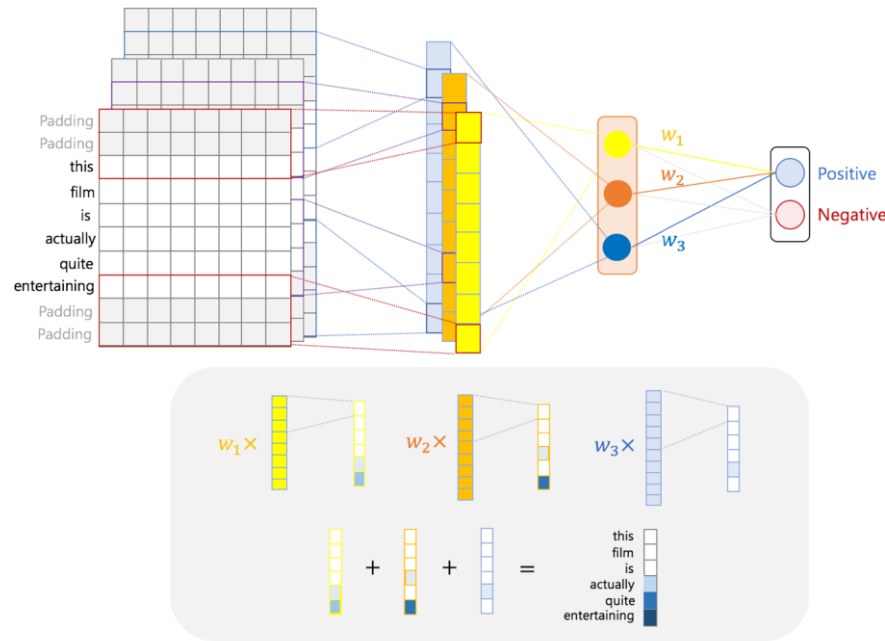 Padding
Padding
this
film
is
actually
quite
entertaining
Padding
Padding
w₁
w₂
w₃
Positive
Negative
w₁×
w₂×
w₃×
+
+
=
this
film
is
actually
quite
entertaining